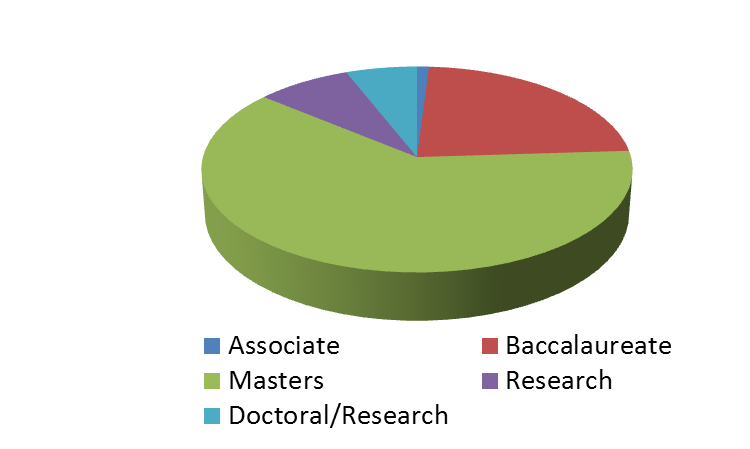 Associate
Baccalaureate
Masters
Research
Doctoral/Research